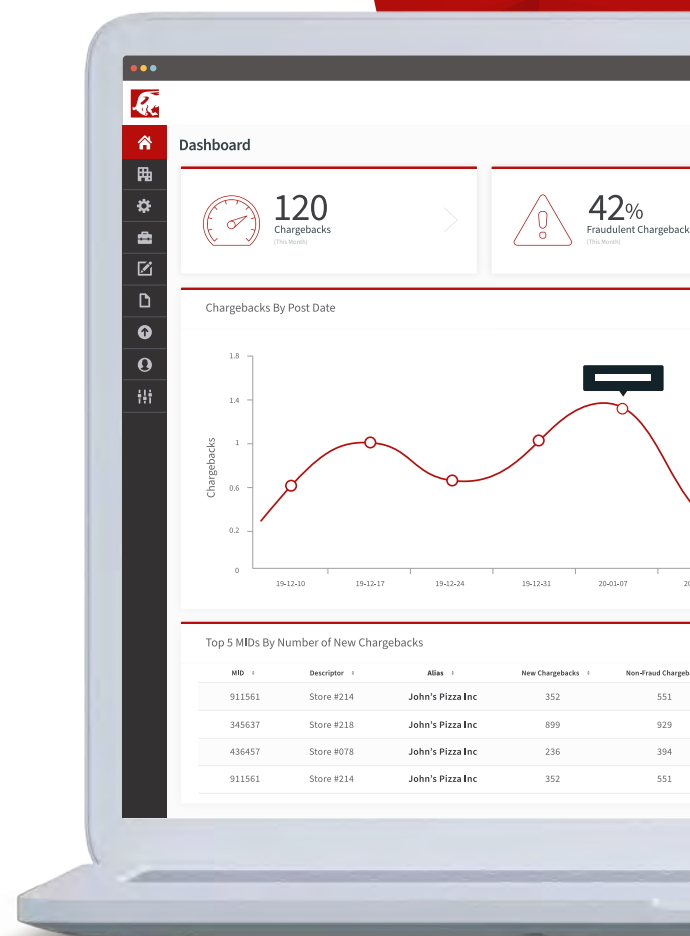 Dashboard
120
Chargebacks
(This Month)
42%
Fraudulent Chargeback
(This Month)
Chargebacks By Post Date
1.8
1.4
1
0.6
0.2
0
Chargebacks
19-12-10 19-12-17 19-12-24 19-12-31 20-01-07 20
Top 5 MIDs By Number of New Chargebacks
MID Descriptor Alias New Chargebacks Non-Fraud Chargeba
911561 Store #214 John's Pizza Inc 352 551
345637 Store #218 John's Pizza Inc 899 929
436457 Store #078 John's Pizza Inc 236 394
911561 Store #214 John's Pizza Inc 352 551